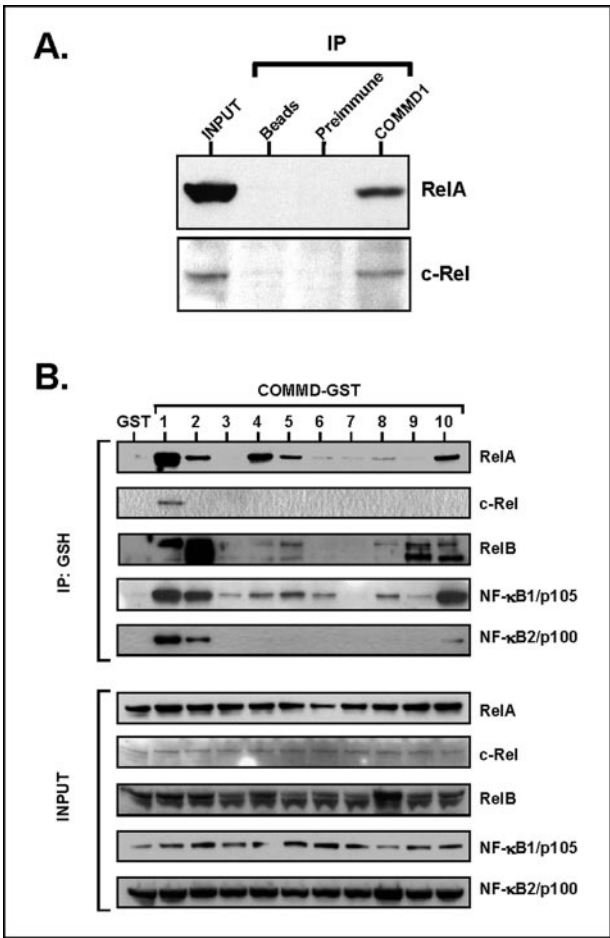 A.
IP
INPUT Beads Preimmune COMMD1
RelA
c-Rel
B.
COMMD-GST
GST 1 2 3 4 5 6 7 8 9 10
IP: GSH
RelA
c-Rel
RelB
NF-κB1/p105
NF-κB2/p100
INPUT
RelA
c-Rel
RelB
NF-κB1/p105
NF-κB2/p100